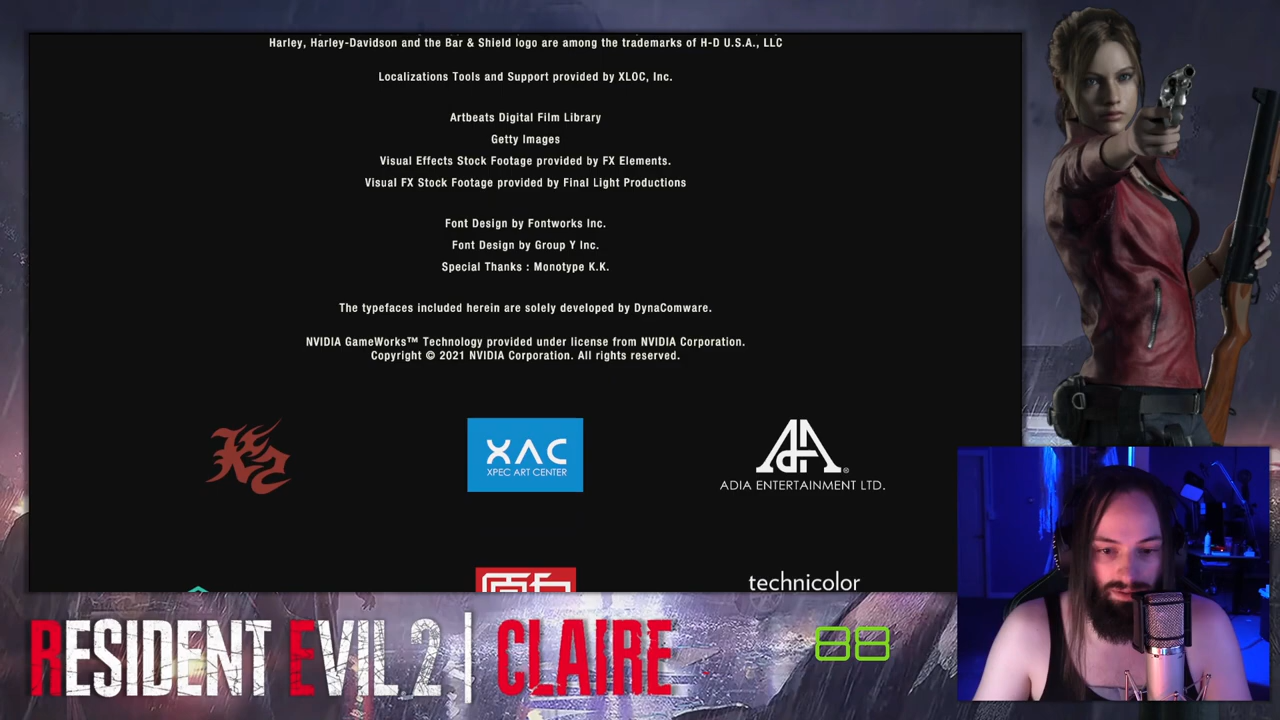 Harley, Harley-Davidson and the Bar & Shield logo are among the trademarks of H-D U.S.A., LLC
Localizations Tools and Support provided by XLOC, Inc.
Artbeats Digital Film Library
Getty Images
Visual Effects Stock Footage provided by FX Elements.
Visual FX Stock Footage provided by Final Light Productions
Font Design by Fontworks Inc.
Font Design by Group Y Inc.
Special Thanks : Monotype K.K.
The typefaces included herein are solely developed by DynaComware.
NVIDIA GameWorks™ Technology provided under license from NVIDIA Corporation.
Copyright © 2021 NVIDIA Corporation. All rights reserved.
XAC
XPEC ART CENTER
ADIA ENTERTAINMENT LTD.
technicolor
RESIDENT EVIL 2 | CLAIRE
88